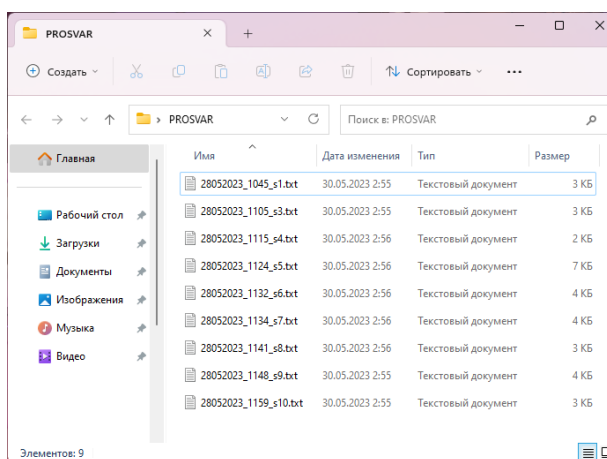 PROSVAR
Создать
Сортировать
PROSVAR
Поиск в: PROSVAR
Главная
Рабочий стол
Загрузки
Документы
Изображения
Музыка
Видео
Имя Дата изменения Тип Размер
28052023_1045_s1.txt 30.05.2023 2:55 Текстовый документ 3 КБ
28052023_1105_s3.txt 30.05.2023 2:55 Текстовый документ 3 КБ
28052023_1115_s4.txt 30.05.2023 2:56 Текстовый документ 2 КБ
28052023_1124_s5.txt 30.05.2023 2:56 Текстовый документ 7 КБ
28052023_1132_s6.txt 30.05.2023 2:56 Текстовый документ 4 КБ
28052023_1134_s7.txt 30.05.2023 2:56 Текстовый документ 4 КБ
28052023_1141_s8.txt 30.05.2023 2:56 Текстовый документ 3 КБ
28052023_1148_s9.txt 30.05.2023 2:55 Текстовый документ 4 КБ
28052023_1159_s10.txt 30.05.2023 2:55 Текстовый документ 3 КБ
Элементов: 9